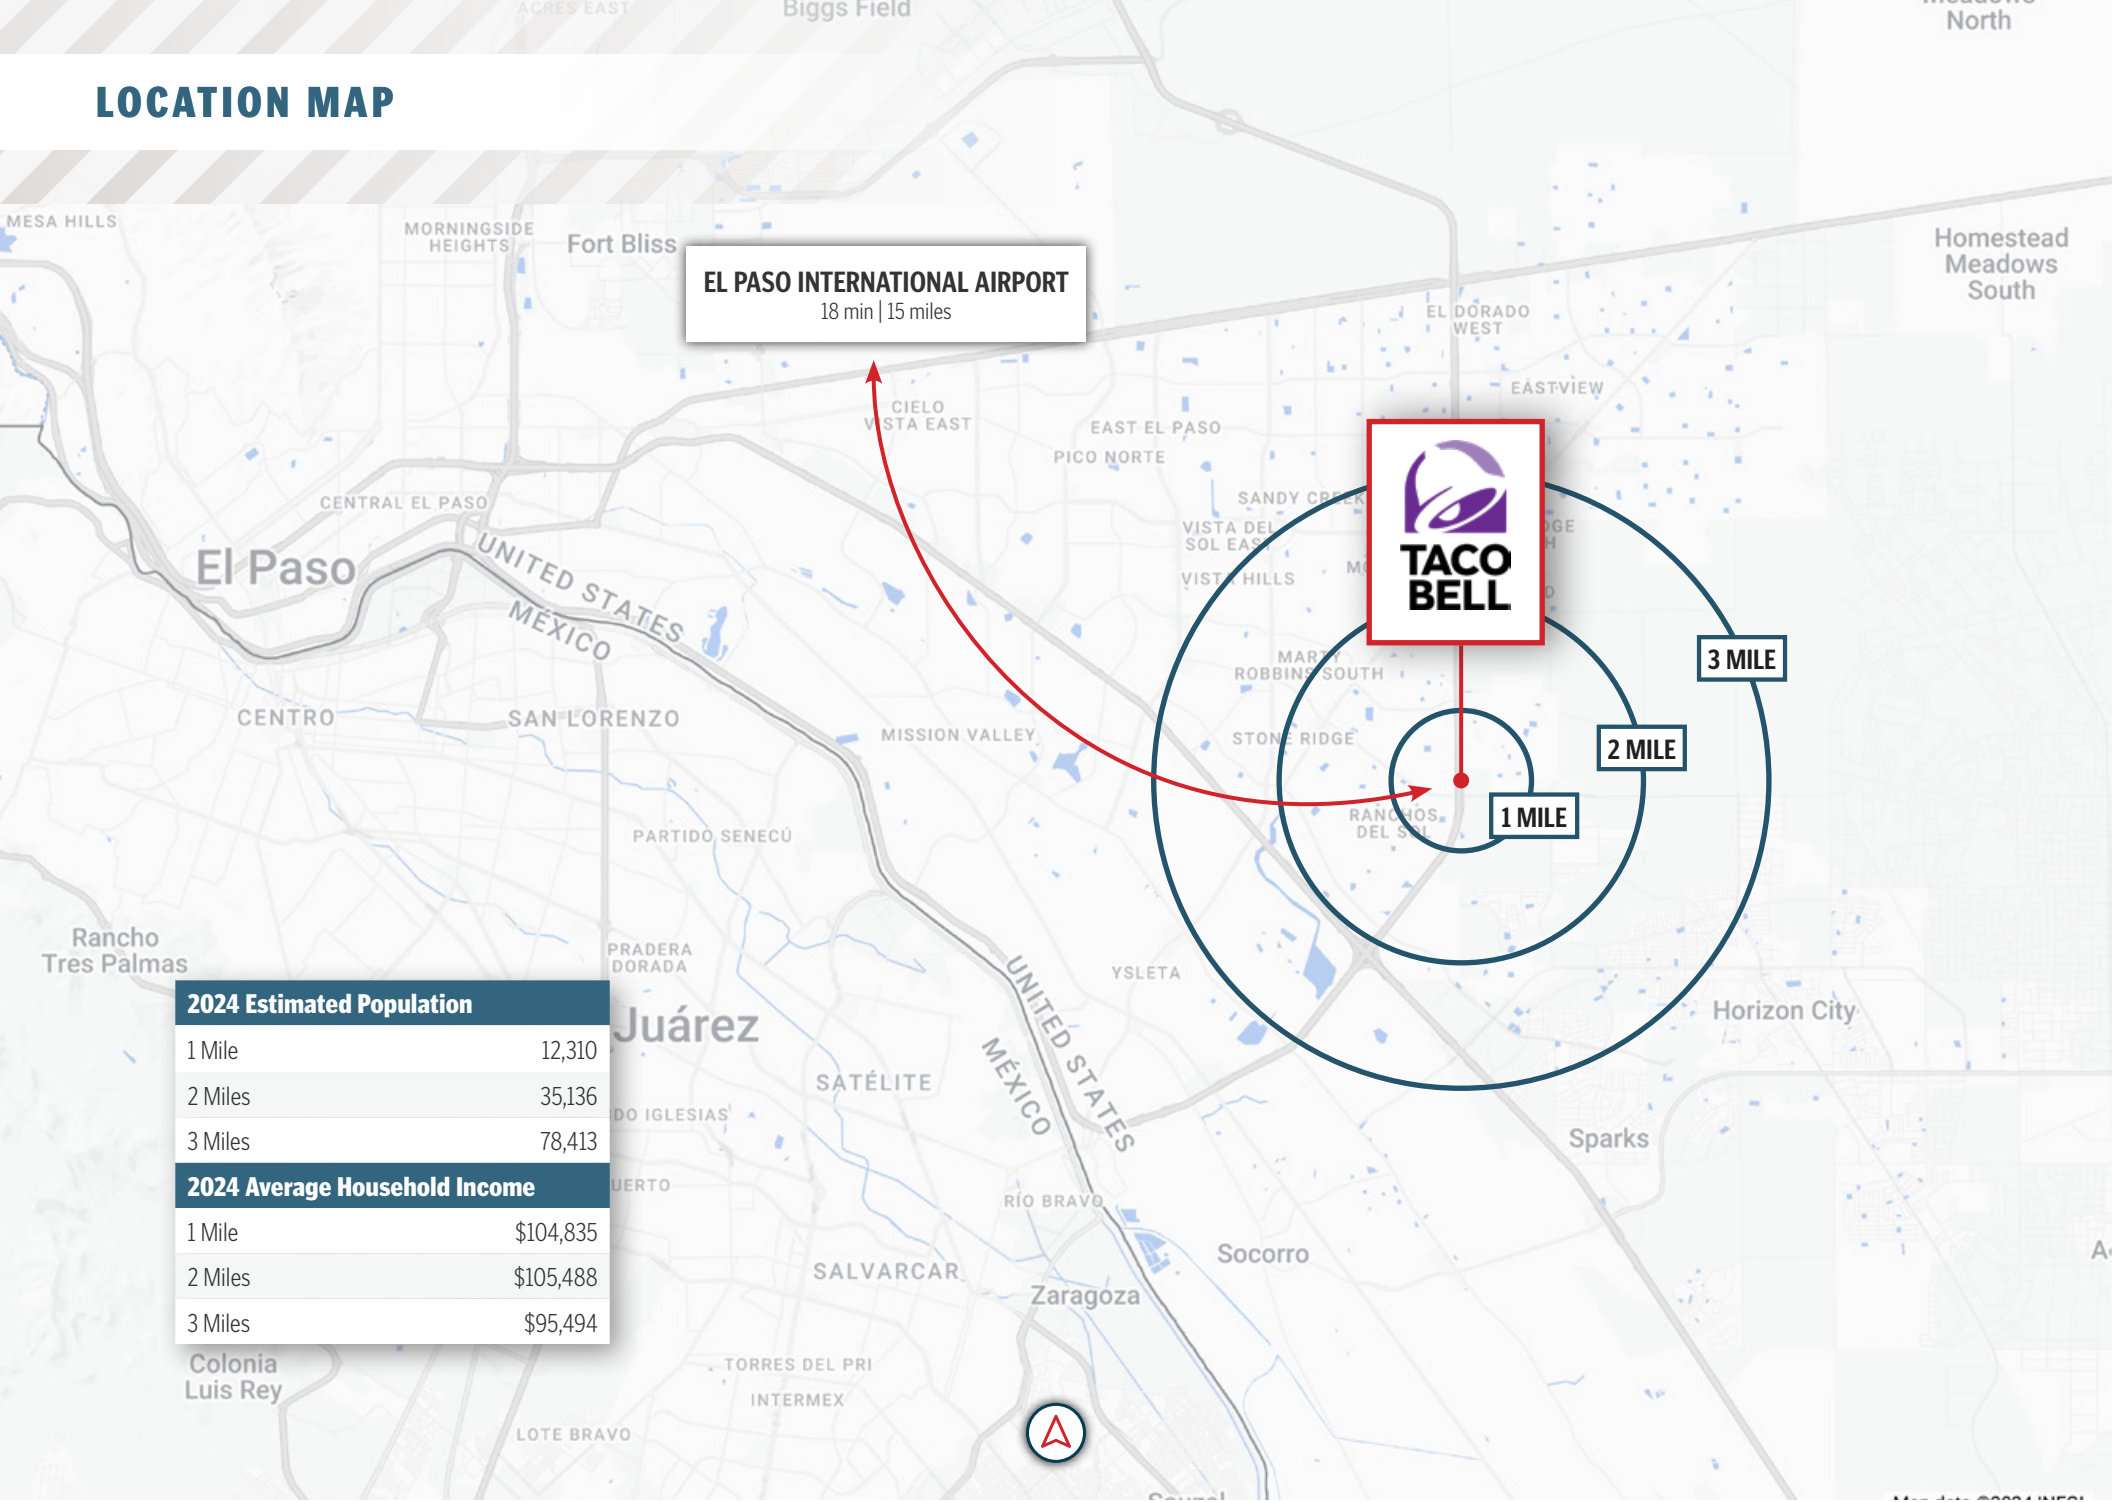 ACRES EAST
Biggs Field
North
LOCATION MAP
MESA HILLS
MORNINGSIDE
HEIGHTS
Fort Bliss
EL PASO INTERNATIONAL AIRPORT
18 min | 15 miles
Homestead
Meadows
South
EL DORADO
WEST
EASTVIEW
CIELO
VISTA EAST
EAST EL PASO
PICO NORTE
CENTRAL EL PASO
SANDY CREEK
VISTA DEL
SOL EAST
VISTA HILLS
TACO
BELL
El Paso
UNITED STATES
MÉXICO
MARTY
ROBBINS SOUTH
3 MILE
CENTRO
SAN LORENZO
MISSION VALLEY
STONE RIDGE
2 MILE
1 MILE
RANCHOS
DEL SOL
PARTIDO SENECÚ
Rancho
Tres Palmas
PRADERA
DORADA
YSLETA
UNITED STATES
MÉXICO
Horizon City
Juárez
2024 Estimated Population
1 Mile 12,310
2 Miles 35,136
3 Miles 78,413
2024 Average Household Income
1 Mile $104,835
2 Miles $105,488
3 Miles $95,494
SATÉLITE
DO IGLESIAS
UERTO
Sparks
RÍO BRAVO
Socorro
SALVARCAR
Zaragoza
Colonia
Luis Rey
TORRES DEL PRI
INTERMEX
LOTE BRAVO